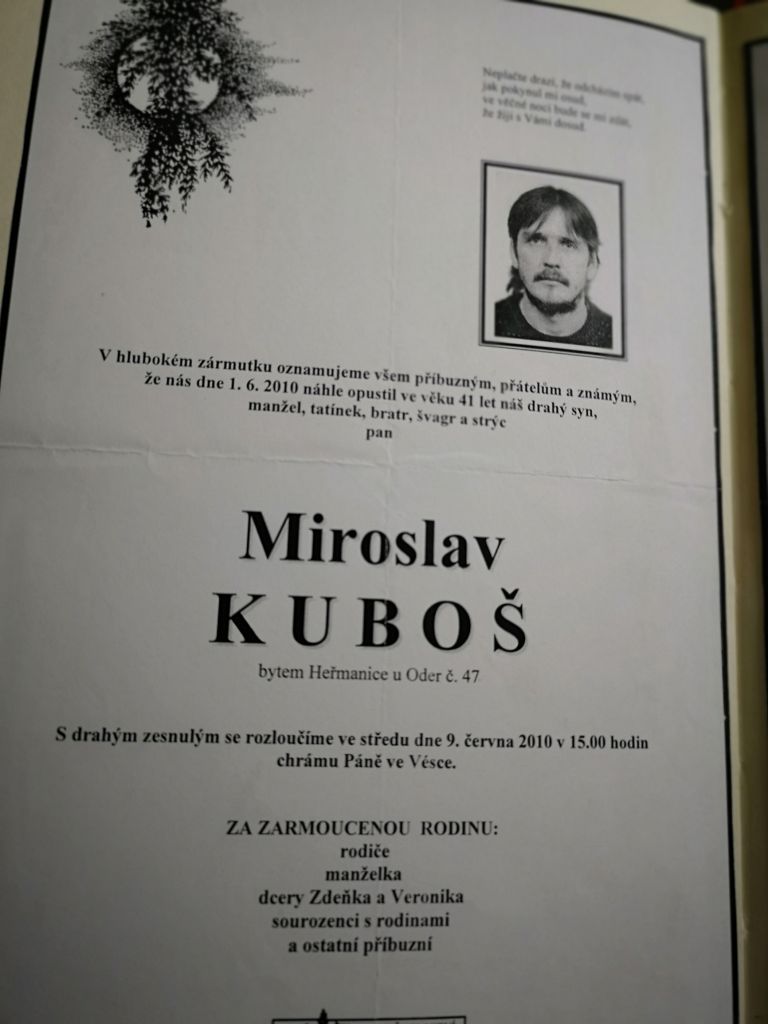 Neplačte drazí, že odcházím spát,
jak pokynul mi osud,
ve věčné noci bude se mi zdát,
že žiji s Vámi dosud.
V hlubokém zármutku oznamujeme všem příbuzným, přátelům a známým,
že nás dne 1. 6. 2010 náhle opustil ve věku 41 let náš drahý syn,
manžel, tatínek, bratr, švagr a strýc
pan
Miroslav
KUBOŠ
bytem Heřmanice u Oder č. 47
S drahým zesnulým se rozloučíme ve středu dne 9. června 2010 v 15.00 hodin
chrámu Páně ve Vésce.
ZA ZARMOUCENOU RODINU:
rodiče
manželka
dcery Zdeňka a Veronika
sourozenci s rodinami
a ostatní příbuzní